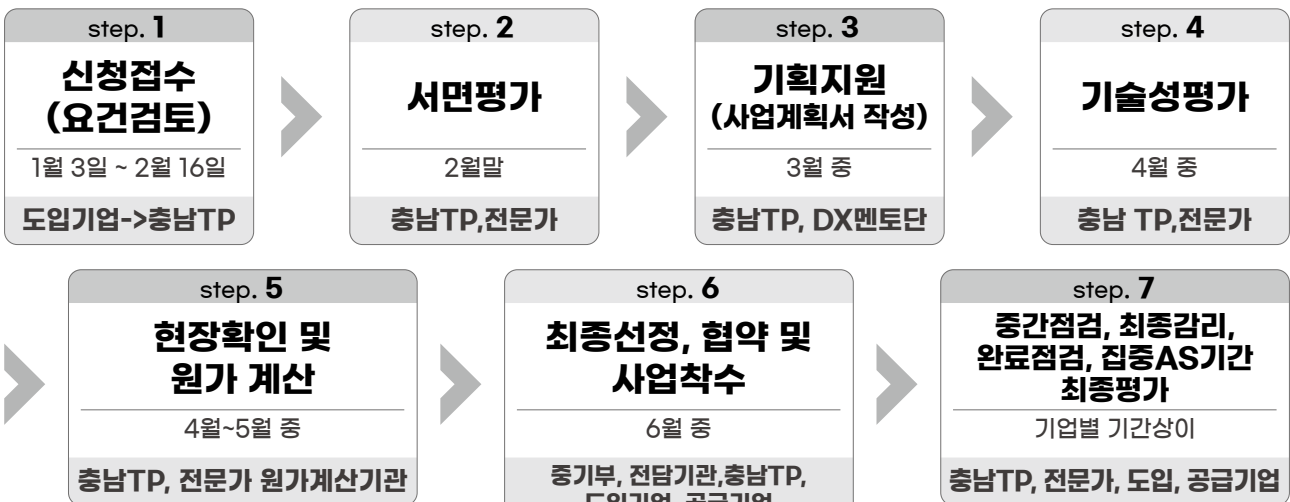 step. 1
신청접수
(요건검토)
1월 3일 ~ 2월 16일
도입기업->충남TP
step. 2
서면평가
2월말
충남TP,전문가
step. 3
기획지원
(사업계획서 작성)
3월 중
충남TP, DX멘토단
step. 4
기술성평가
4월 중
충남 TP,전문가
step. 5
현장확인 및
원가 계산
4월~5월 중
충남TP, 전문가 원가계산기관
step. 6
최종선정, 협약 및
사업착수
6월 중
중기부, 전담기관,충남TP,
도입기업, 공급기업
step. 7
중간점검, 최종감리,
완료점검, 집중AS기간
최종평가
기업별 기간상이
충남TP, 전문가, 도입, 공급기업